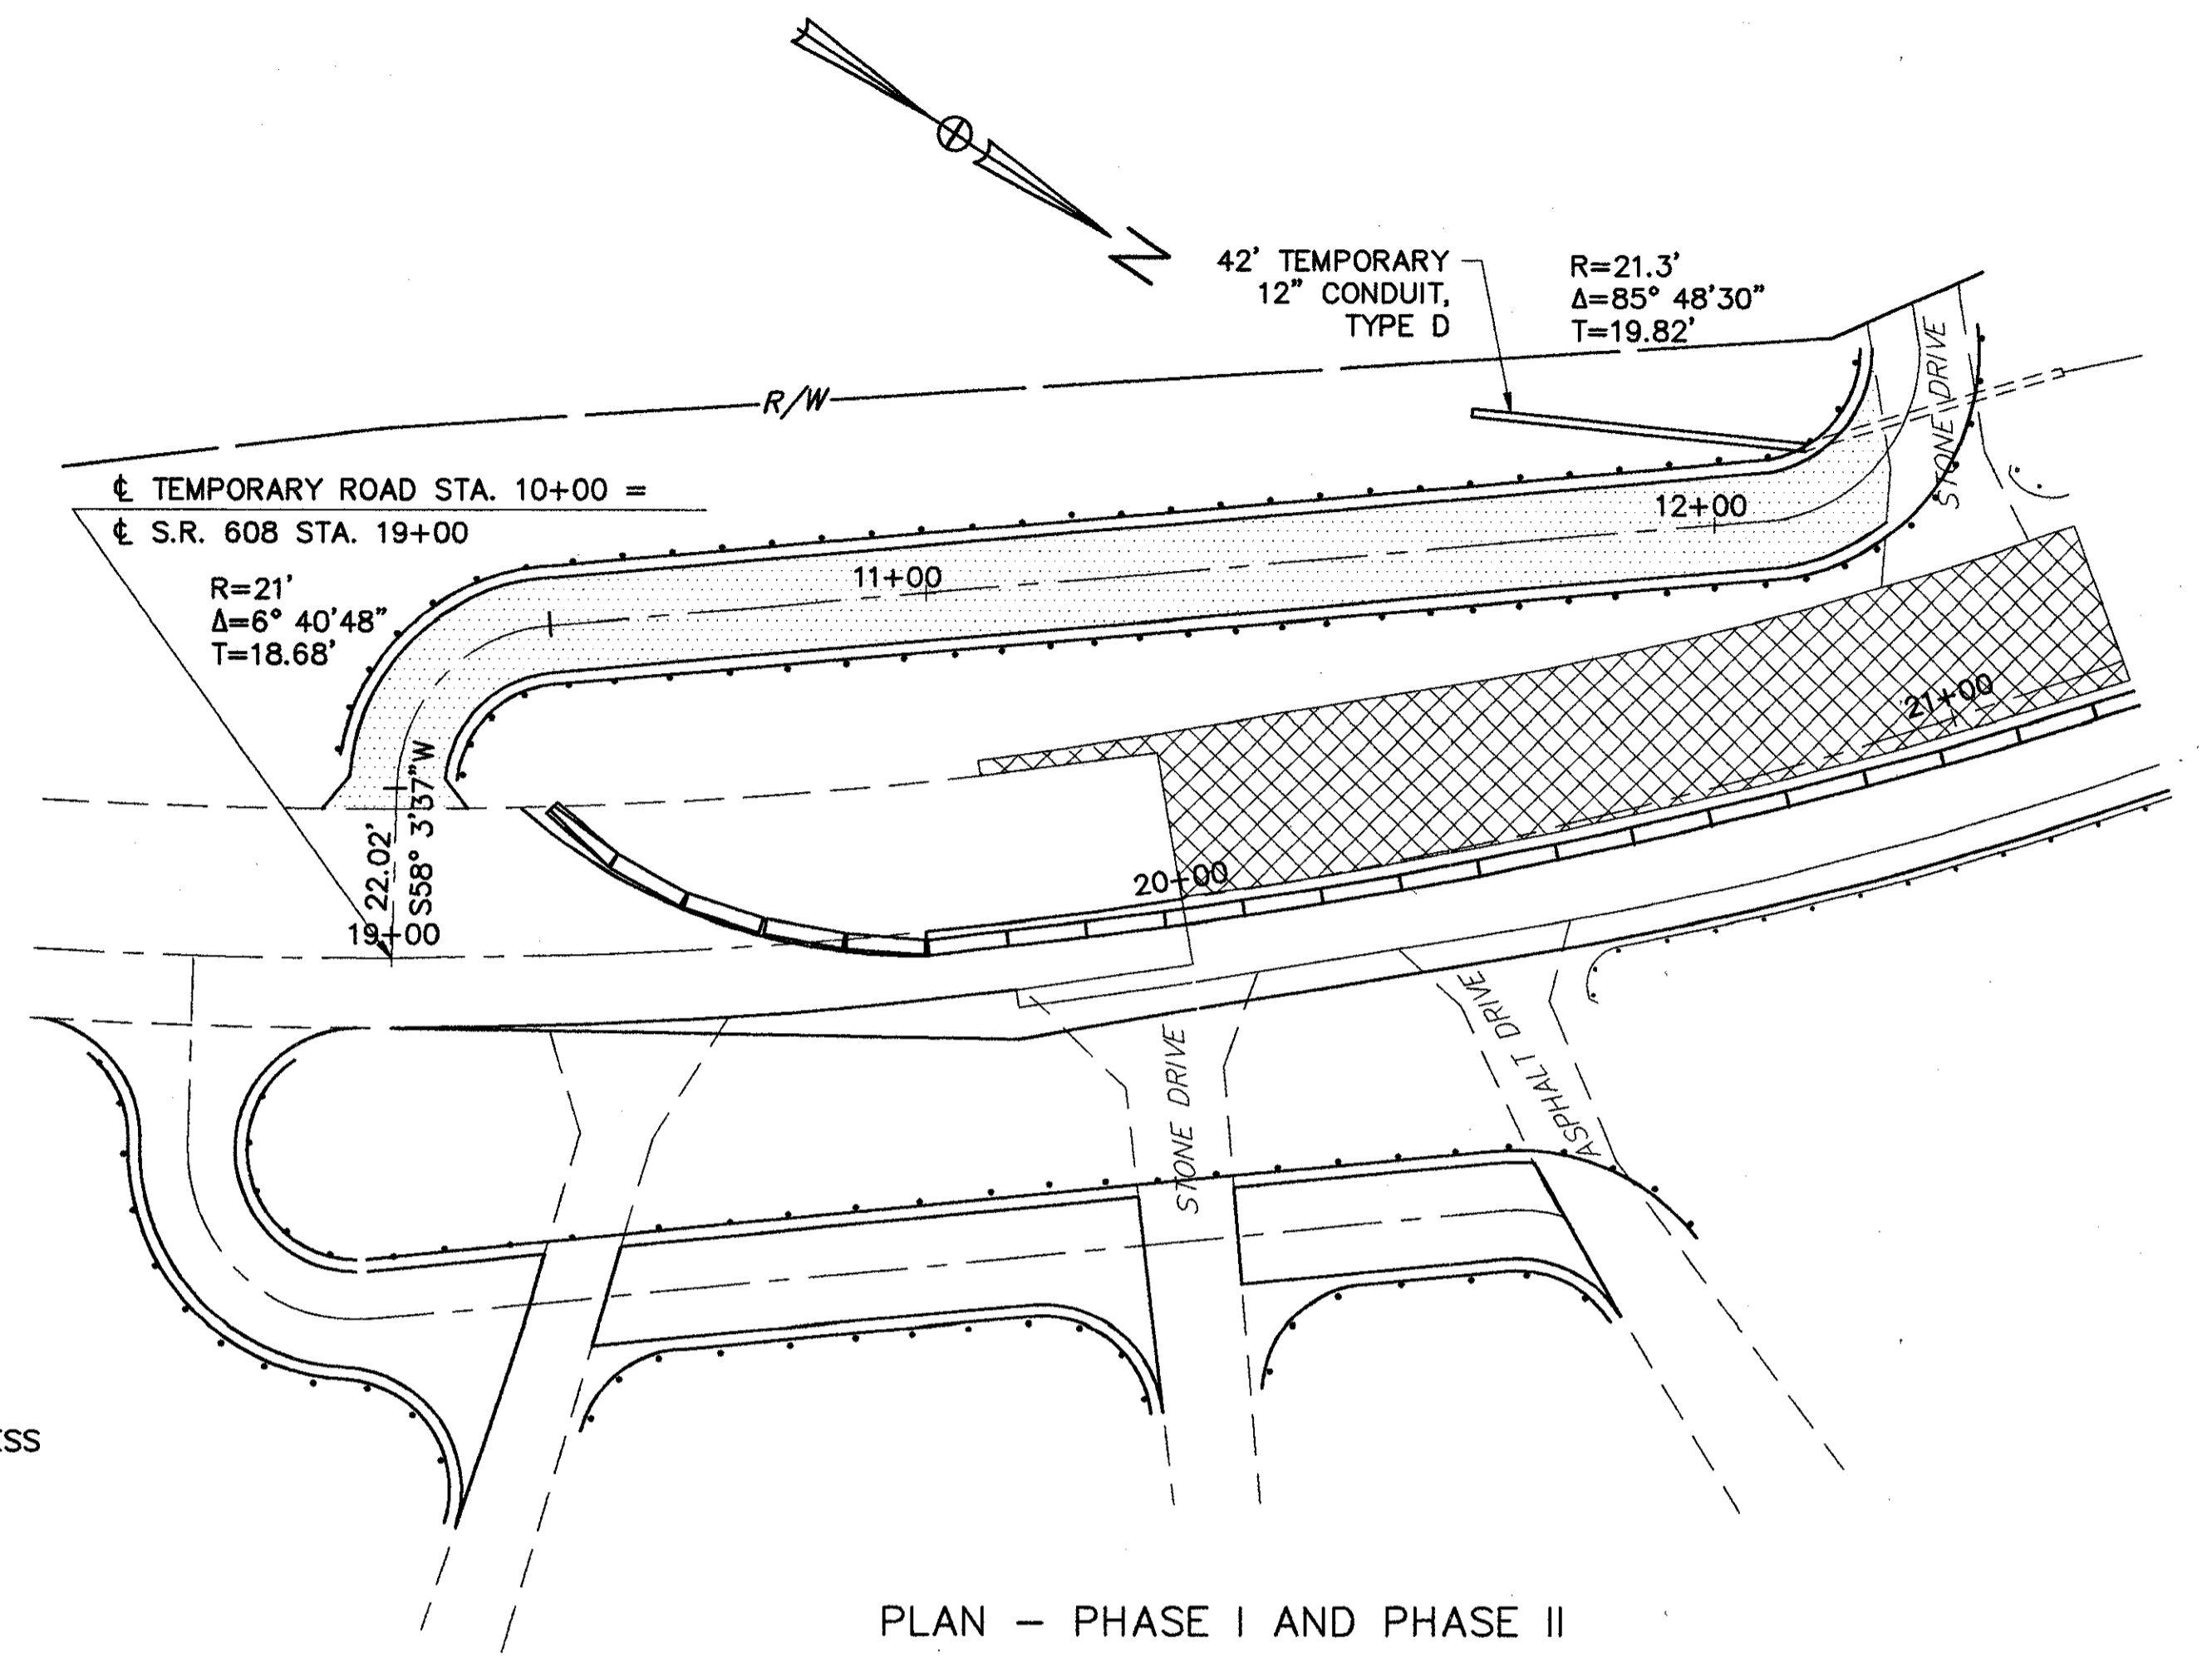 N
42' TEMPORARY
12" CONDUIT,
TYPE D
R=21.3'
Δ=85° 48'30"
T=19.82'
R/W
STONE DRIVE
℄ TEMPORARY ROAD STA. 10+00 =
℄ S.R. 608 STA. 19+00
R=21'
Δ=6° 40'48"
T=18.68'
12+00
11+00
21+00
22.02'
S58° 3'37"W
19+00
20+00
STONE DRIVE
ASPHALT DRIVE
PLAN – PHASE I AND PHASE II